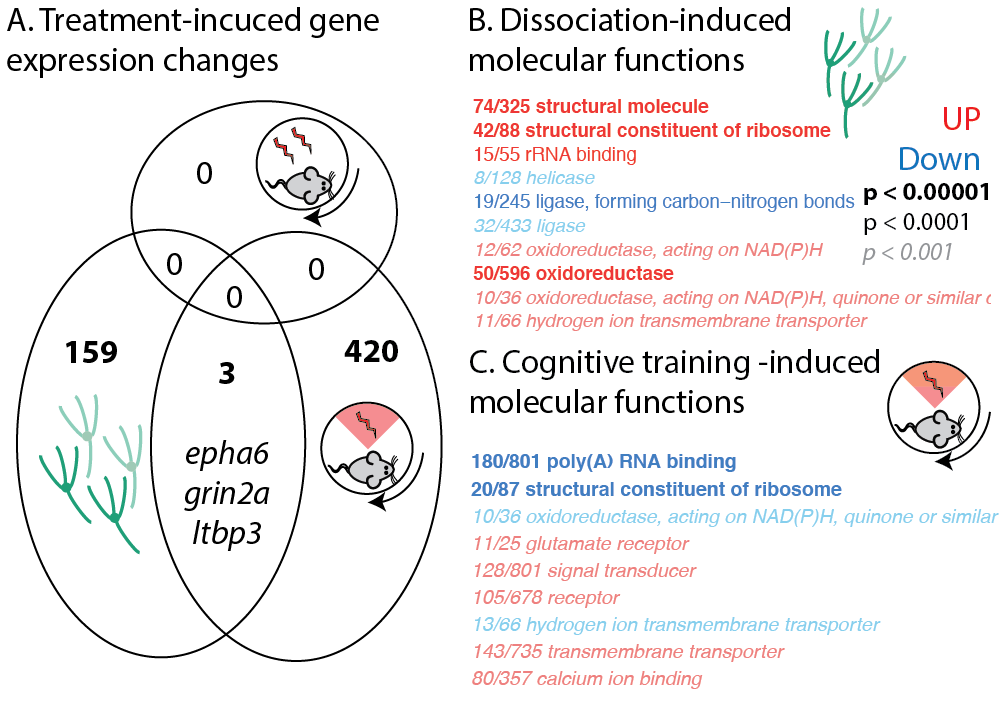 A. Treatment-incuced gene
expression changes
0
0
0
0
159
3
420
epha6
grin2a
ltbp3
B. Dissociation-induced
molecular functions
74/325 structural molecule
42/88 structural constituent of ribosome
15/55 rRNA binding
8/128 helicase
19/245 ligase, forming carbon–nitrogen bonds
32/433 ligase
12/62 oxidoreductase, acting on NAD(P)H
50/596 oxidoreductase
10/36 oxidoreductase, acting on NAD(P)H, quinone or similar
11/66 hydrogen ion transmembrane transporter
UP
Down
p < 0.00001
p < 0.0001
p < 0.001
C. Cognitive training -induced
molecular functions
180/801 poly(A) RNA binding
20/87 structural constituent of ribosome
10/36 oxidoreductase, acting on NAD(P)H, quinone or similar
11/25 glutamate receptor
128/801 signal transducer
105/678 receptor
13/66 hydrogen ion transmembrane transporter
143/735 transmembrane transporter
80/357 calcium ion binding